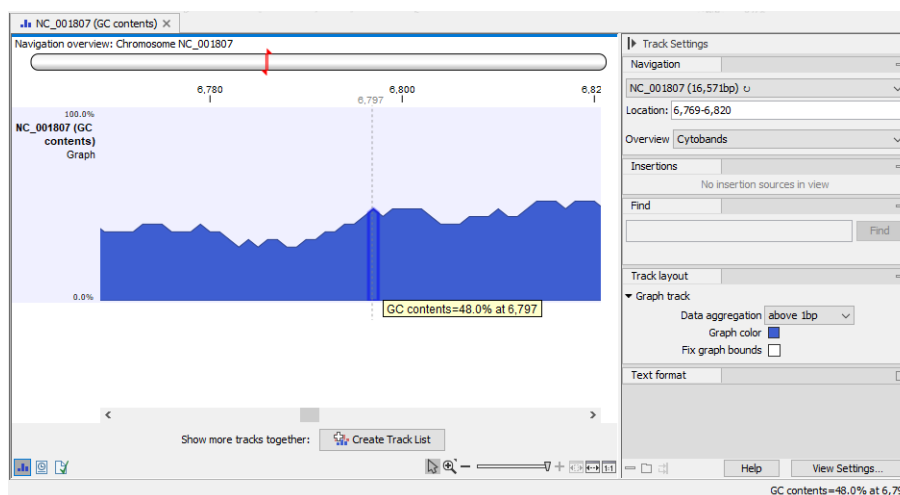 NC_001807 (GC contents)
Navigation overview: Chromosome NC_001807
6,780
6,797
6,800
6,82
100.0%
NC_001807 (GC
contents)
Graph
0.0%
GC contents=48.0% at 6,797
Show more tracks together:
Create Track List
1:1
Track Settings
Navigation
NC_001807 (16,571bp)
Location: 6,769-6,820
Overview Cytobands
Insertions
No insertion sources in view
Find
Find
Track layout
Graph track
Data aggregation above 1bp
Graph color
Fix graph bounds
Text format
Help
View Settings...
GC contents=48.0% at 6,79